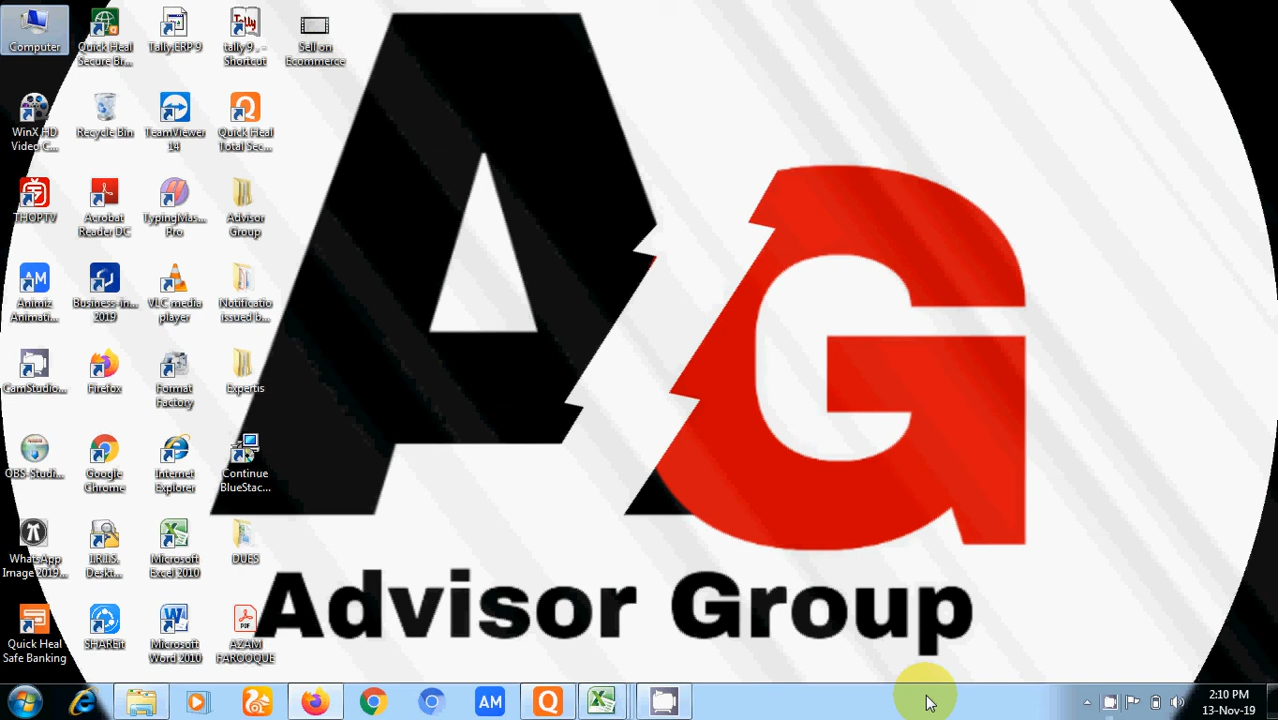 Computer
Quick Heal
Secure Br...
Tally.ERP 9
tally 9 . -
Shortcut
Sell on
Ecommerce
WinX HD
Video C...
Recycle Bin
TeamViewer
14
Quick Heal
Total Sec...
THOPTV
Acrobat
Reader DC
TypingMas...
Pro
Advisor
Group
Animiz
Animati...
Business-in...
2019
VLC media
player
Notificatio
issued b...
CamStudio...
Firefox
Format
Factory
Expertis
OBS-Studi...
Google
Chrome
Internet
Explorer
Continue
BlueStac...
WhatsApp
Image 2019...
I.R.I.S.
Deskt...
Microsoft
Excel 2010
DUES
Quick Heal
Safe Banking
SHAREit
Microsoft
Word 2010
AZAM
FAROOQUE
AG
Advisor Group
AM
2:10 PM
13-Nov-19